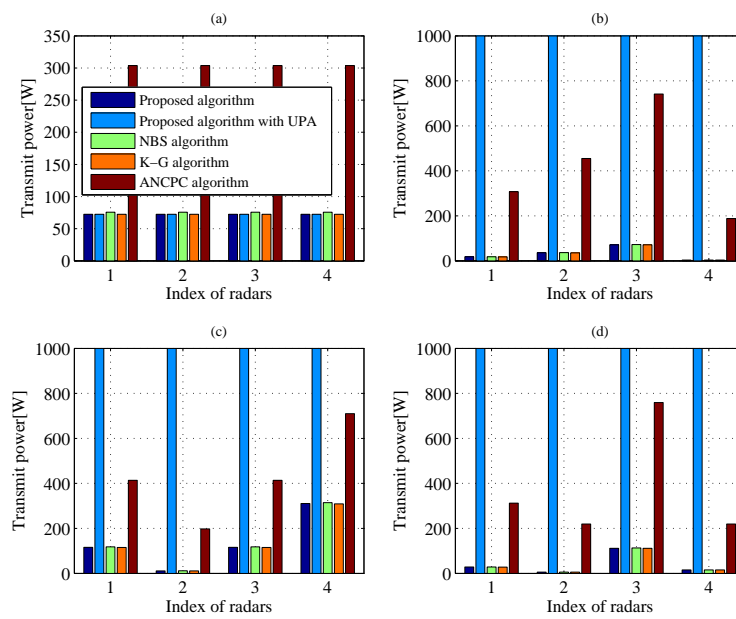 (a)
350
300
250
200
150
100
50
0
Transmit power[W]
Proposed algorithm
Proposed algorithm with UPA
NBS algorithm
K−G algorithm
ANCPC algorithm
1 2 3 4
Index of radars
(b)
1000
800
600
400
200
0
Transmit power[W]
1 2 3 4
Index of radars
(c)
1000
800
600
400
200
0
Transmit power[W]
1 2 3 4
Index of radars
(d)
1000
800
600
400
200
0
Transmit power[W]
1 2 3 4
Index of radars